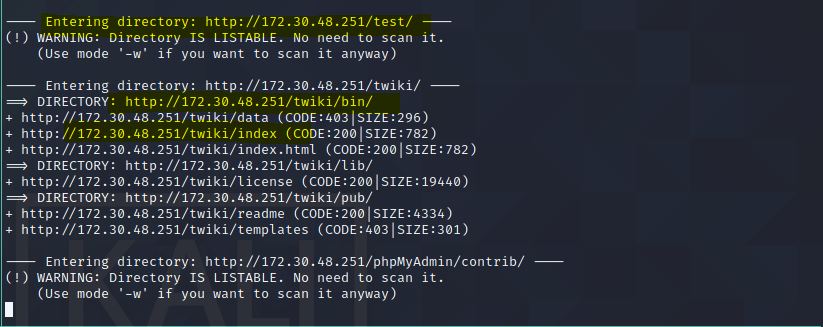 ---- Entering directory: http://172.30.48.251/test/ ----
(!) WARNING: Directory IS LISTABLE. No need to scan it.
(Use mode '-w' if you want to scan it anyway)
---- Entering directory: http://172.30.48.251/twiki/ ----
==> DIRECTORY: http://172.30.48.251/twiki/bin/
+ http://172.30.48.251/twiki/data (CODE:403|SIZE:296)
+ http://172.30.48.251/twiki/index (CODE:200|SIZE:782)
+ http://172.30.48.251/twiki/index.html (CODE:200|SIZE:782)
==> DIRECTORY: http://172.30.48.251/twiki/lib/
+ http://172.30.48.251/twiki/license (CODE:200|SIZE:19440)
==> DIRECTORY: http://172.30.48.251/twiki/pub/
+ http://172.30.48.251/twiki/readme (CODE:200|SIZE:4334)
+ http://172.30.48.251/twiki/templates (CODE:403|SIZE:301)
---- Entering directory: http://172.30.48.251/phpMyAdmin/contrib/ ----
(!) WARNING: Directory IS LISTABLE. No need to scan it.
(Use mode '-w' if you want to scan it anyway)
KALI